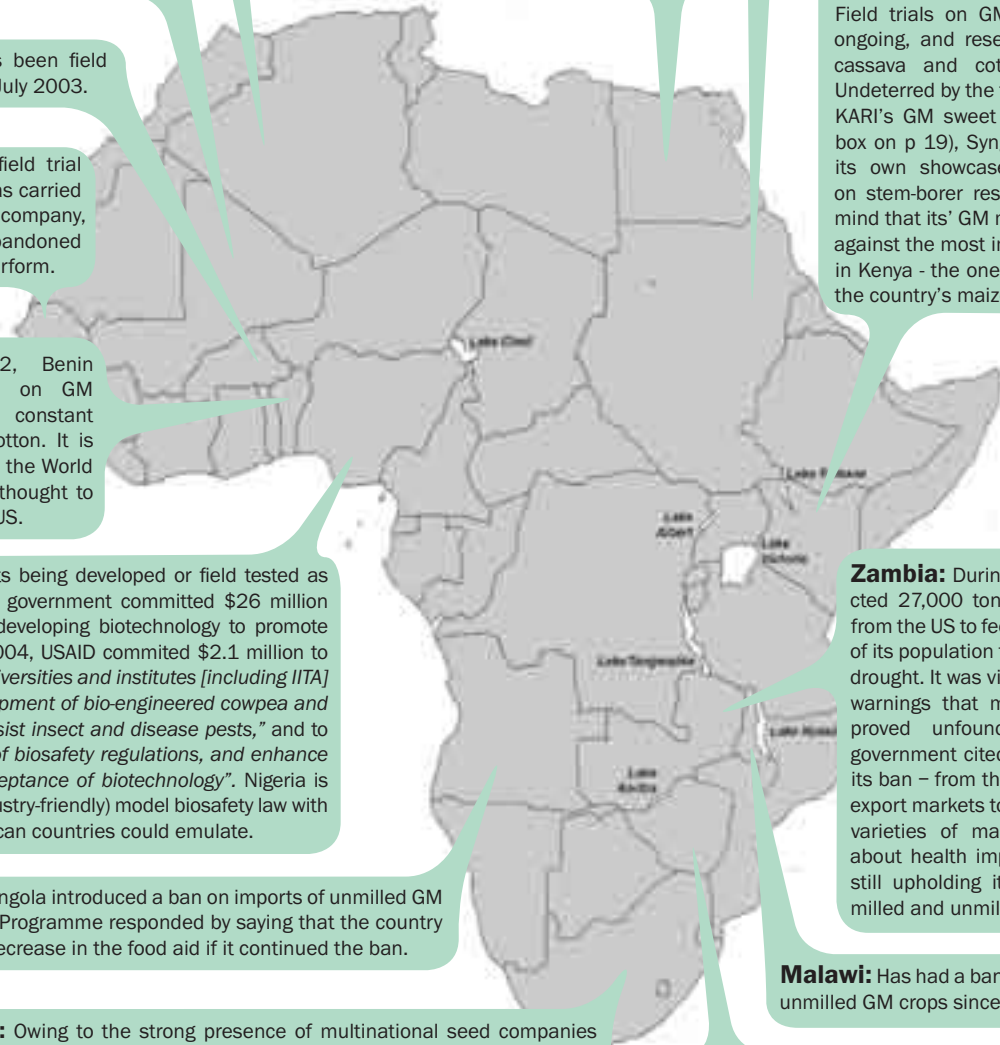 s been field
July 2003.
field trial
as carried
company,
bandoned
rform.
2, Benin
on GM
constant
otton. It is
the World
thought to
US.
ts being developed or field tested as
government committed $26 million
developing biotechnology to promote
004, USAID commited $2.1 million to
iversities and institutes [including IITA]
pment of bio-engineered cowpea and
sist insect and disease pests,” and to
of biosafety regulations, and enhance
eptance of biotechnology”. Nigeria is
ustry-friendly) model biosafety law with
can countries could emulate.
ngola introduced a ban on imports of unmilled GM
Programme responded by saying that the country
decrease in the food aid if it continued the ban.
: Owing to the strong presence of multinational seed companies
Field trials on GM
ongoing, and rese
cassava and cot
Undeterred by the
KARI's GM sweet
box on p 19), Syn
its own showcase
on stem-borer res
mind that its' GM
against the most in
in Kenya - the one
the country's maiz
Lake Chad
Lake
Lake
Albert
Lake
Victoria
Lake Tanganyika
Lake
Lake
Kariba
Zambia: Durin
cted 27,000 ton
from the US to fee
of its population
drought. It was vi
warnings that m
proved unfound
government cited
its ban – from th
export markets to
varieties of ma
about health imp
still upholding it
milled and unmil
Malawi: Has had a ban
unmilled GM crops since